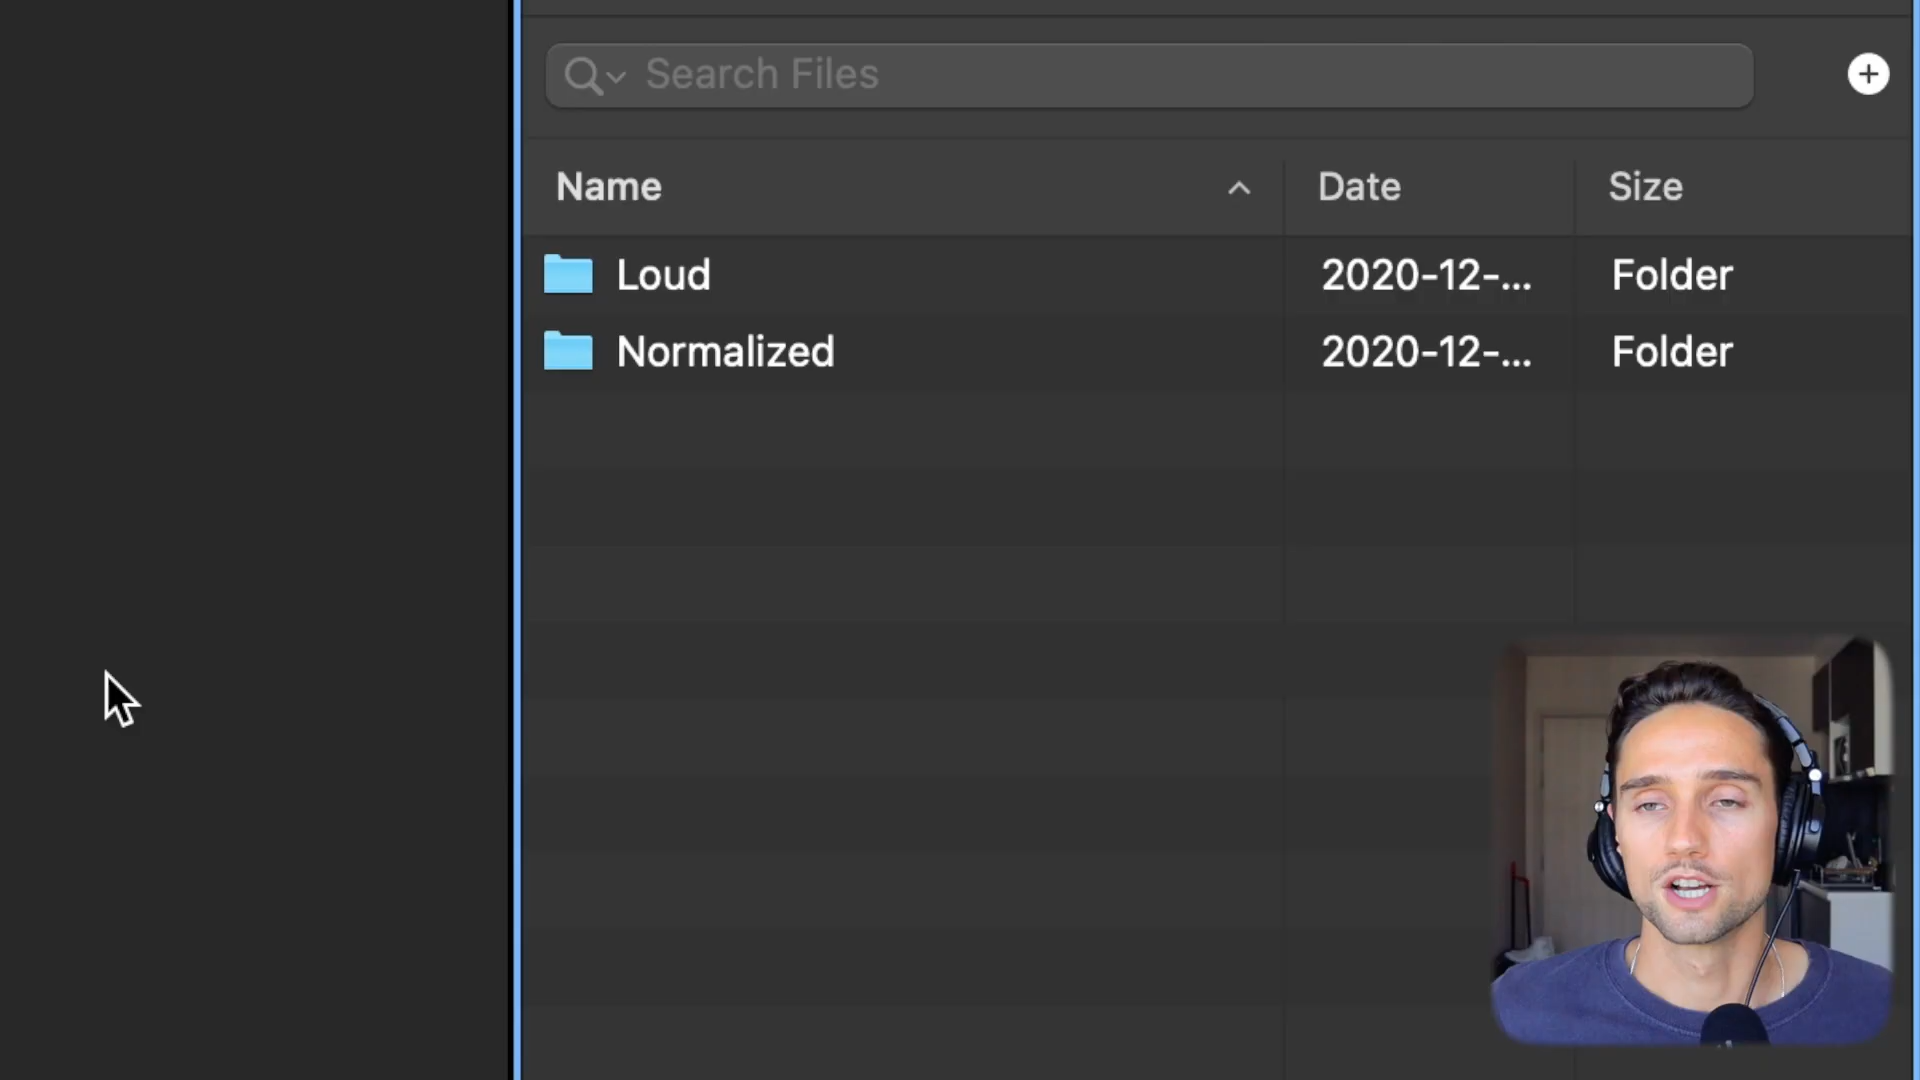 Search Files
Name Date Size
Loud 2020-12-... Folder
Normalized 2020-12-... Folder